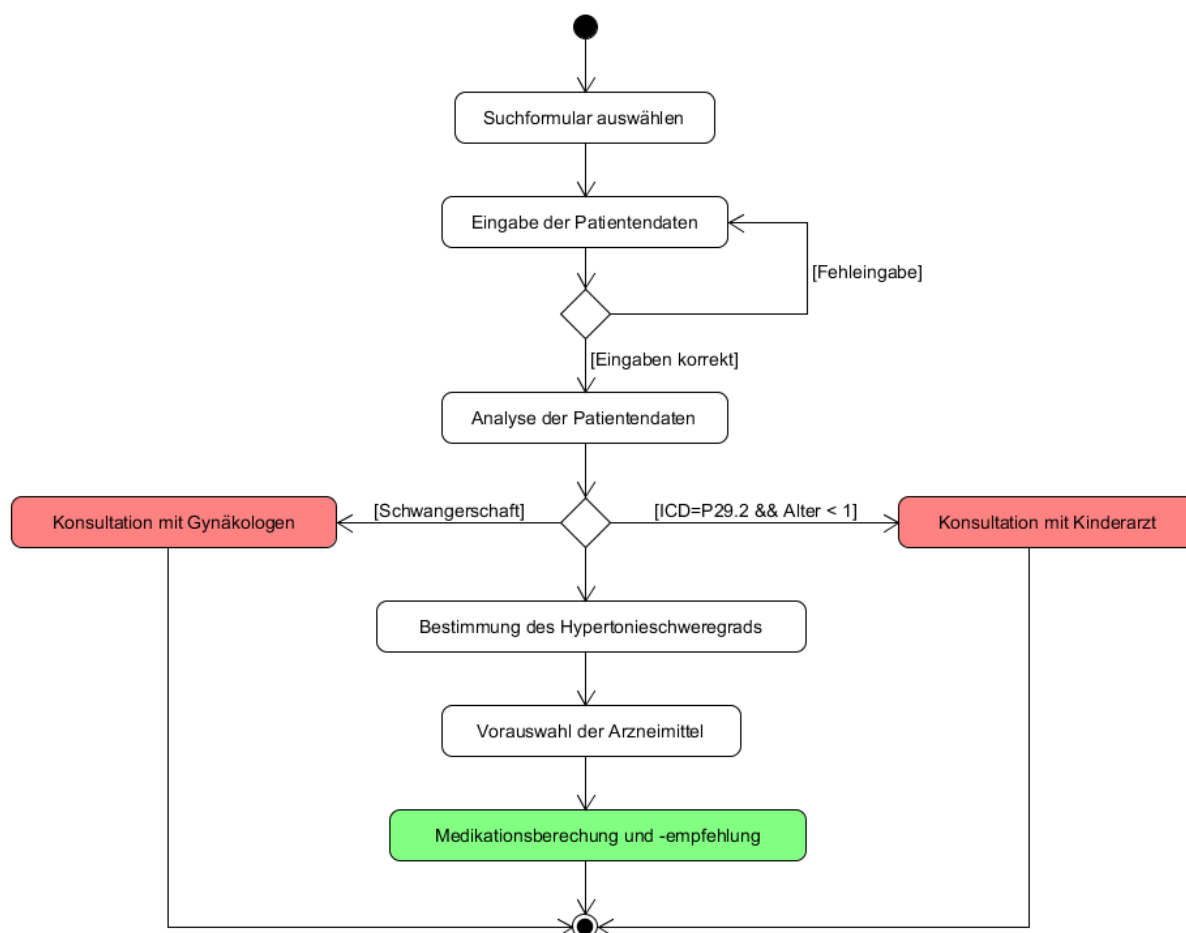 Suchformular auswählen
Eingabe der Patientendaten
[Fehleingabe]
[Eingaben korrekt]
Analyse der Patientendaten
[Schwangerschaft]
[ICD=P29.2 && Alter < 1]
Konsultation mit Gynäkologen
Konsultation mit Kinderarzt
Bestimmung des Hypertonieschweregrads
Vorauswahl der Arzneimittel
Medikationsberechung und -empfehlung